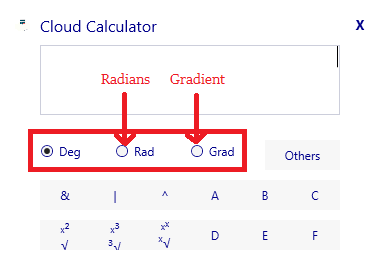 Cloud Calculator X
Radians Gradient
Deg Rad Grad Others
& | ^ A B C
x² x³ xˣ
√ ³√ ˣ√ D E F